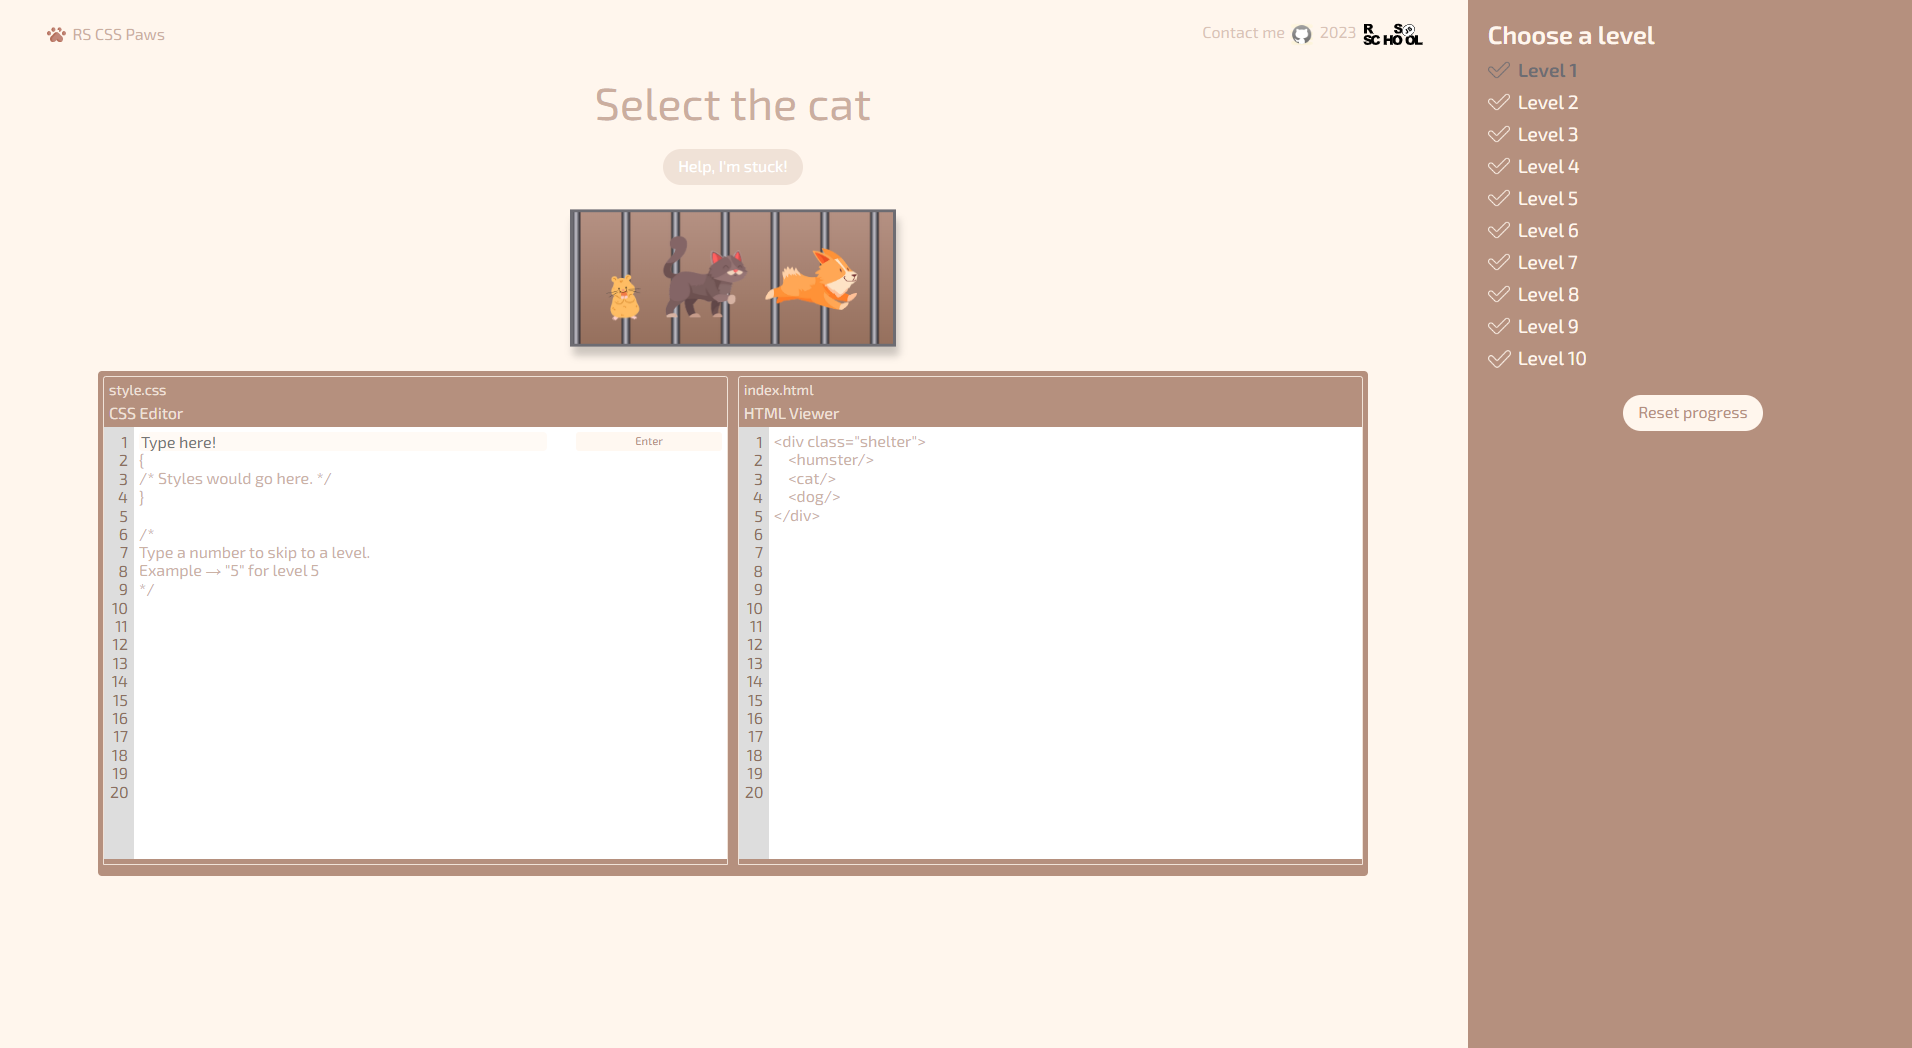 RS CSS Paws
Contact me 2023 RS SCHOOL
Select the cat
Help, I'm stuck!
style.css
CSS Editor
1 Type here! Enter
2 {
3 /* Styles would go here. */
4 }
5
6 /*
7 Type a number to skip to a level.
8 Example → "5" for level 5
9 */
10
11
12
13
14
15
16
17
18
19
20
index.html
HTML Viewer
1 <div class="shelter">
2 <humster/>
3 <cat/>
4 <dog/>
5 </div>
6
7
8
9
10
11
12
13
14
15
16
17
18
19
20
Choose a level
Level 1
Level 2
Level 3
Level 4
Level 5
Level 6
Level 7
Level 8
Level 9
Level 10
Reset progress